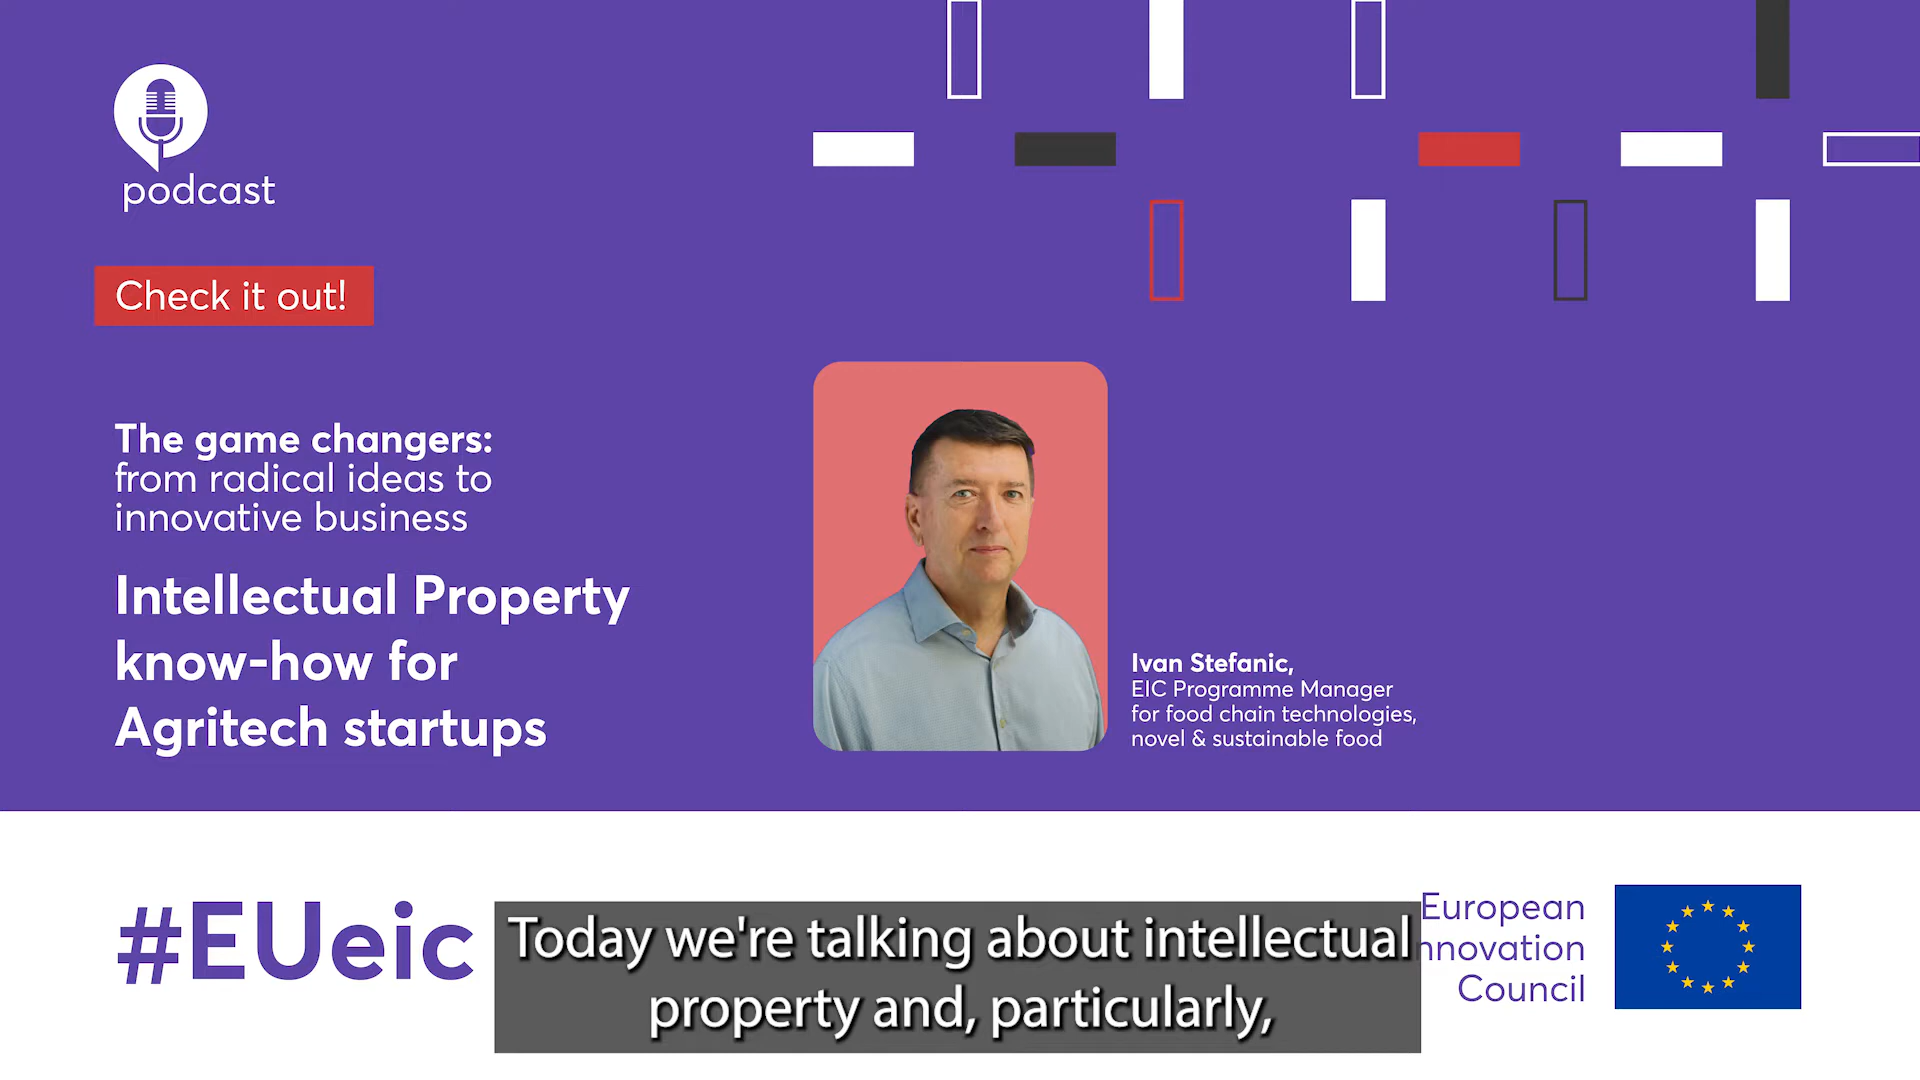 podcast
Check it out!
The game changers:
from radical ideas to
innovative business
Intellectual Property
know-how for
Agritech startups
Ivan Stefanic,
EIC Programme Manager
for food chain technologies,
novel & sustainable food
#EUeic
European
nnovation
Council
Today we're talking about intellectual
property and, particularly,